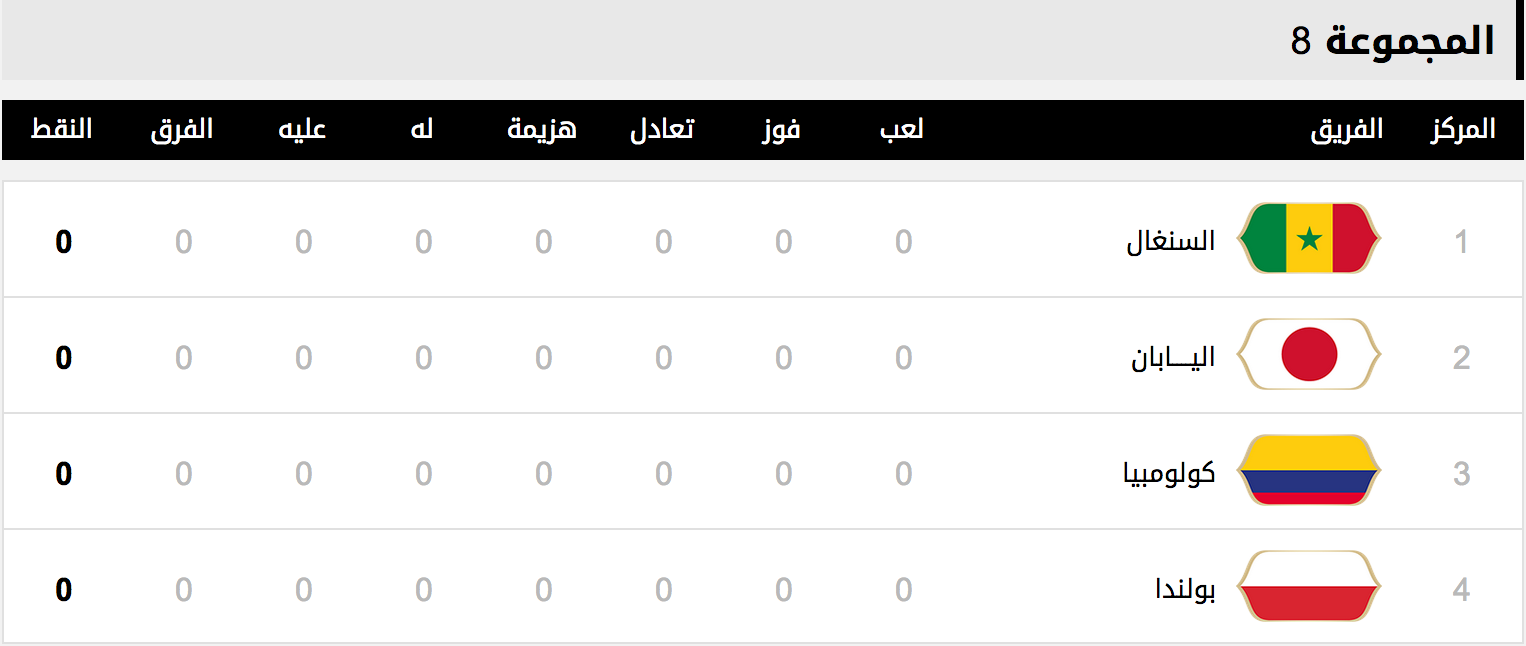 المجموعة 8
المركز الفريق لعب فوز تعادل هزيمة له عليه الفرق النقط
1 السنغال 0 0 0 0 0 0 0 0
2 اليـــابان 0 0 0 0 0 0 0 0
3 كولومبيا 0 0 0 0 0 0 0 0
4 بولندا 0 0 0 0 0 0 0 0